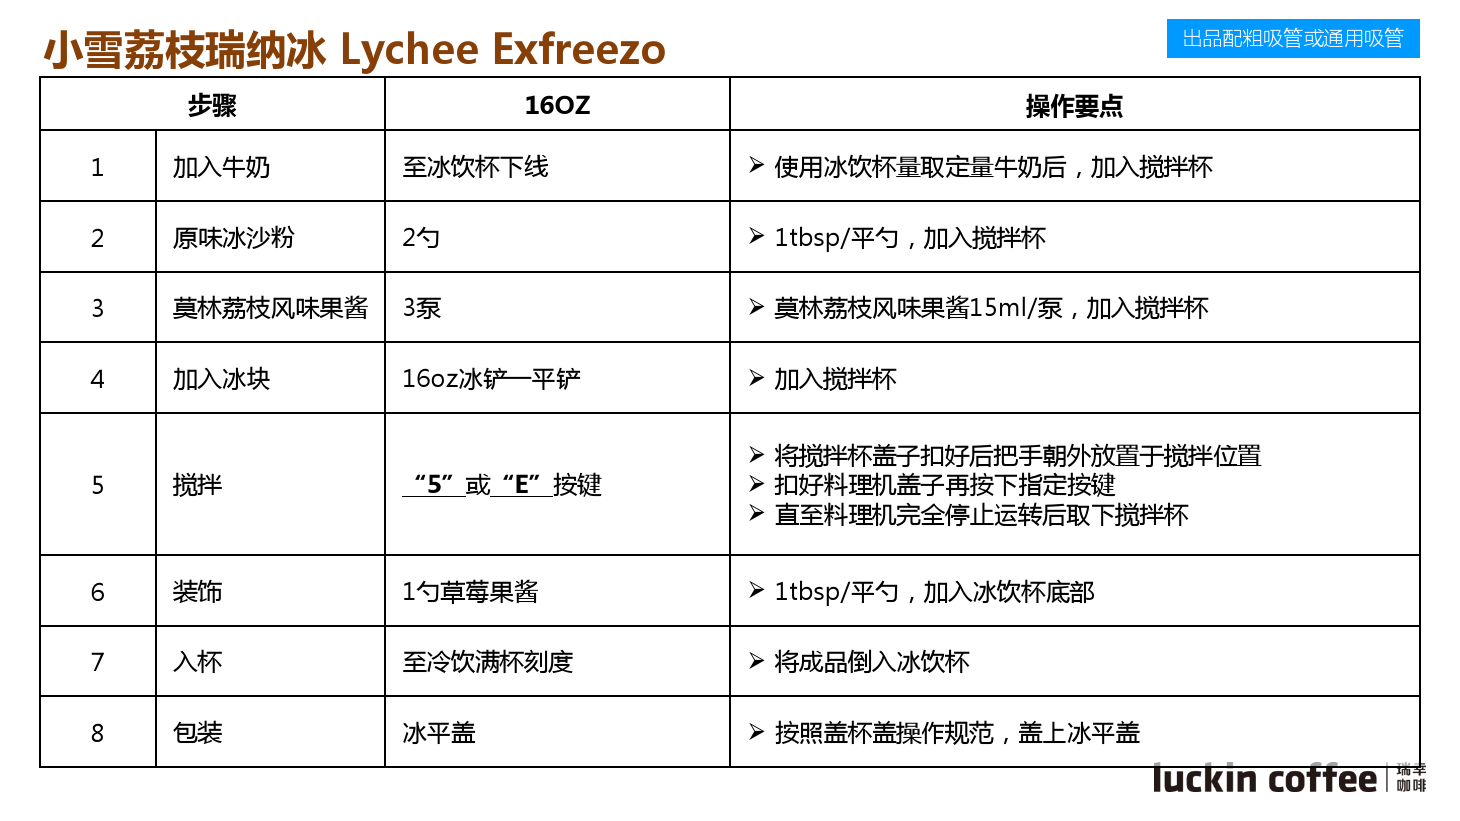 小雪荔枝瑞纳冰 Lychee Exfreezo
出品配粗吸管或通用吸管
步骤 16OZ 操作要点
1 加入牛奶 至冰饮杯下线 ➢ 使用冰饮杯量取定量牛奶后，加入搅拌杯
2 原味冰沙粉 2勺 ➢ 1tbsp/平勺，加入搅拌杯
3 莫林荔枝风味果酱 3泵 ➢ 莫林荔枝风味果酱15ml/泵，加入搅拌杯
4 加入冰块 16oz冰铲一平铲 ➢ 加入搅拌杯
5 搅拌 “5”或“E”按键 ➢ 将搅拌杯盖子扣好后把手朝外放置于搅拌位置
➢ 扣好料理机盖子再按下指定按键
➢ 直至料理机完全停止运转后取下搅拌杯
6 装饰 1勺草莓果酱 ➢ 1tbsp/平勺，加入冰饮杯底部
7 入杯 至冷饮满杯刻度 ➢ 将成品倒入冰饮杯
8 包装 冰平盖 ➢ 按照盖杯盖操作规范，盖上冰平盖
luckin coffee 瑞幸
咖啡